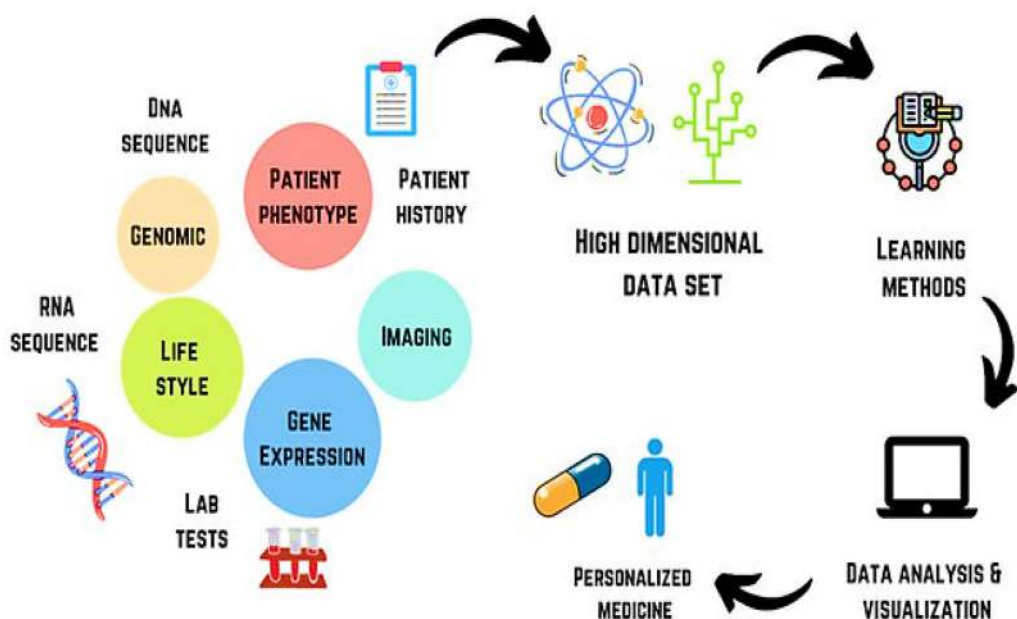 DNA
SEQUENCE
PATIENT
PHENOTYPE
PATIENT
HISTORY
GENOMIC
RNA
SEQUENCE
LIFE
STYLE
IMAGING
GENE
EXPRESSION
LAB
TESTS
HIGH DIMENSIONAL
DATA SET
LEARNING
METHODS
DATA ANALYSIS &
VISUALIZATION
PERSONALIZED
MEDICINE